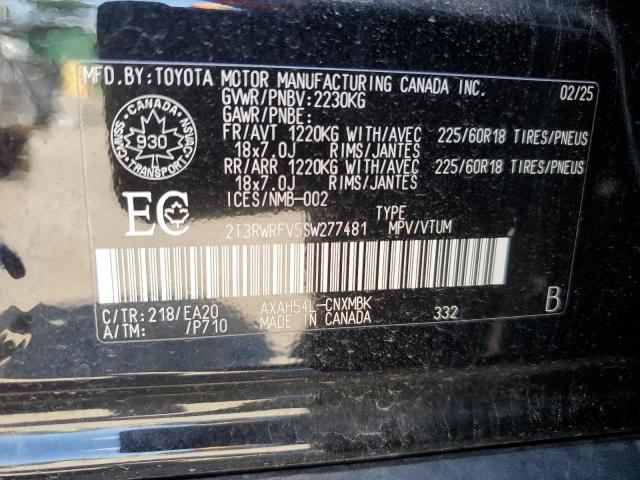 MFD.BY: TOYOTA MOTOR MANUFACTURING CANADA INC. 02/25
GVWR/PNBV: 2230KG
GAWR/PNBE:
FR/AVT 1220KG WITH/AVEC 225/60R18 TIRES/PNEUS
18x7.0J RIMS/JANTES
RR/ARR 1220KG WITH/AVEC 225/60R18 TIRES/PNEUS
18x7.0J RIMS/JANTES
ICES/NMB-002
CANADA
CMVSS 930 NSVAC
TRANSPORT
EC
TYPE
2T3RWRFV5SW277481 MPV/VTUM
C/TR: 218/EA20 AXAH54L-CNXMBK 332 B
A/TM: /P710 MADE IN CANADA